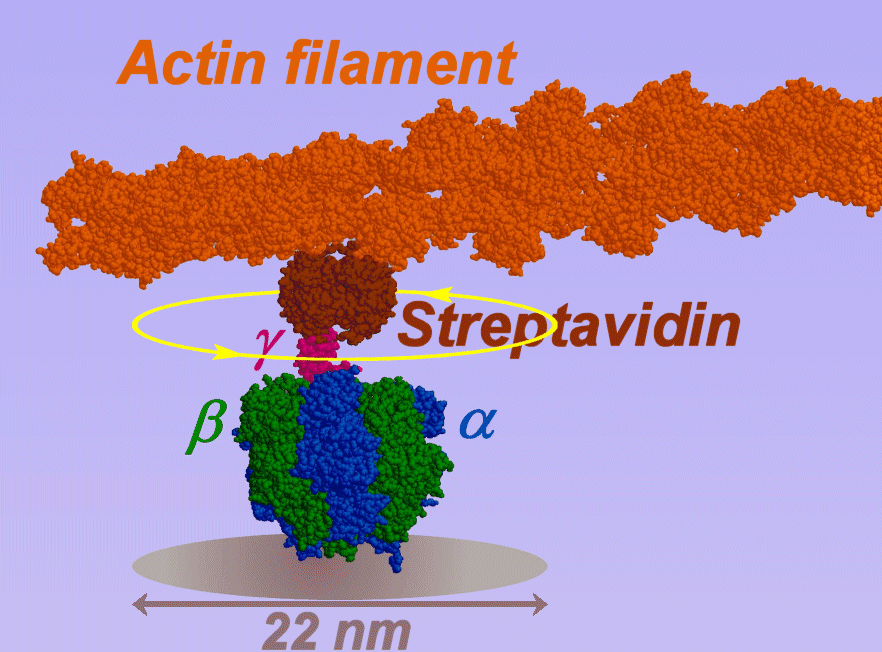 Actin filament
Streptavidin
γ
β
α
22 nm